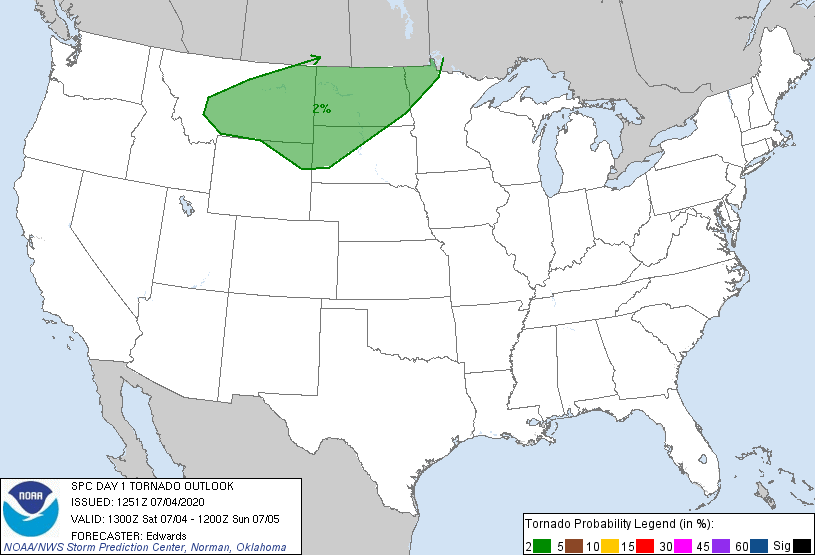 2%
NOAA
SPC DAY 1 TORNADO OUTLOOK
ISSUED: 1251Z 07/04/2020
VALID: 1300Z Sat 07/04 - 1200Z Sun 07/05
FORECASTER: Edwards
NOAA/NWS Storm Prediction Center, Norman, Oklahoma
Tornado Probability Legend (in %):
2 5 10 15 30 45 60 Sig